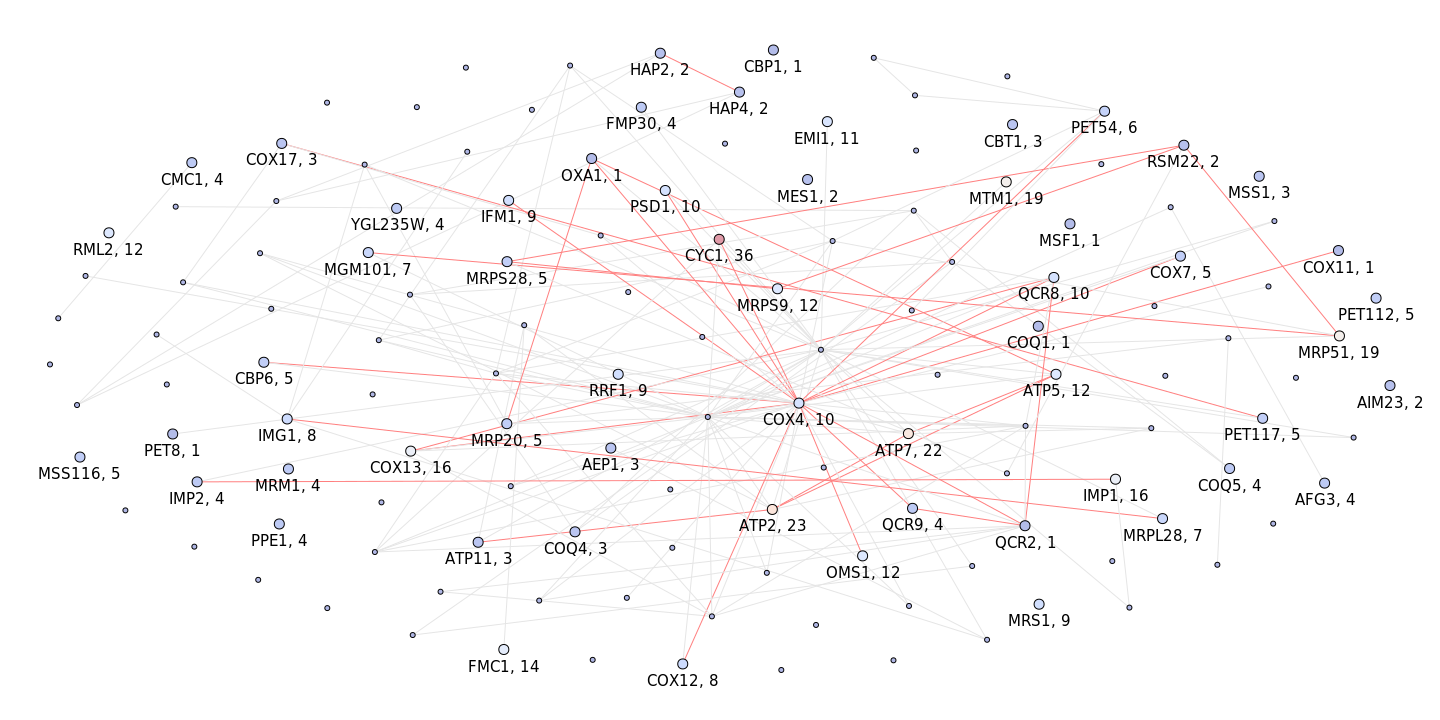 HAP2, 2
CBP1, 1
HAP4, 2
FMP30, 4
EMI1, 11
CBT1, 3
PET54, 6
COX17, 3
RSM22, 2
OXA1, 1
CMC1, 4
MES1, 2
MTM1, 19
MSS1, 3
PSD1, 10
IFM1, 9
YGL235W, 4
MSF1, 1
RML2, 12
CYC1, 36
MGM101, 7
MRPS28, 5
COX7, 5
COX11, 1
QCR8, 10
MRPS9, 12
PET112, 5
COQ1, 1
MRP51, 19
CBP6, 5
RRF1, 9
ATP5, 12
AIM23, 2
COX4, 10
IMG1, 8
MRP20, 5
PET117, 5
PET8, 1
ATP7, 22
COX13, 16
AEP1, 3
MSS116, 5
MRM1, 4
COQ5, 4
IMP2, 4
IMP1, 16
AFG3, 4
ATP2, 23
QCR9, 4
MRPL28, 7
PPE1, 4
QCR2, 1
COQ4, 3
ATP11, 3
OMS1, 12
MRS1, 9
FMC1, 14
COX12, 8